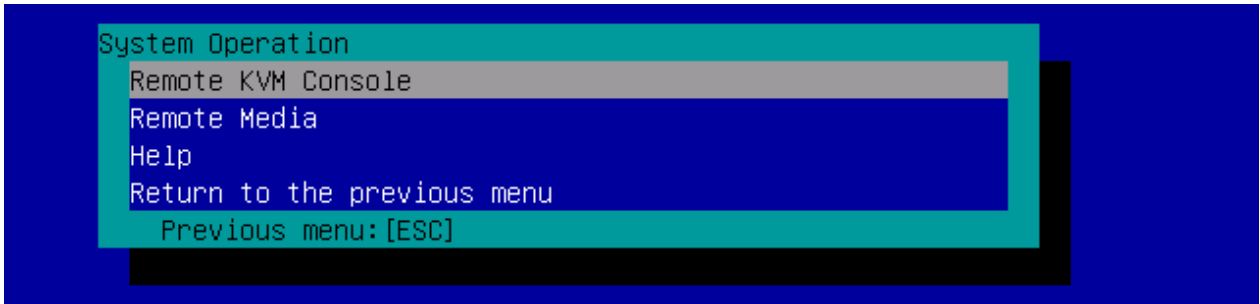 System Operation
Remote KVM Console
Remote Media
Help
Return to the previous menu
Previous menu:[ESC]